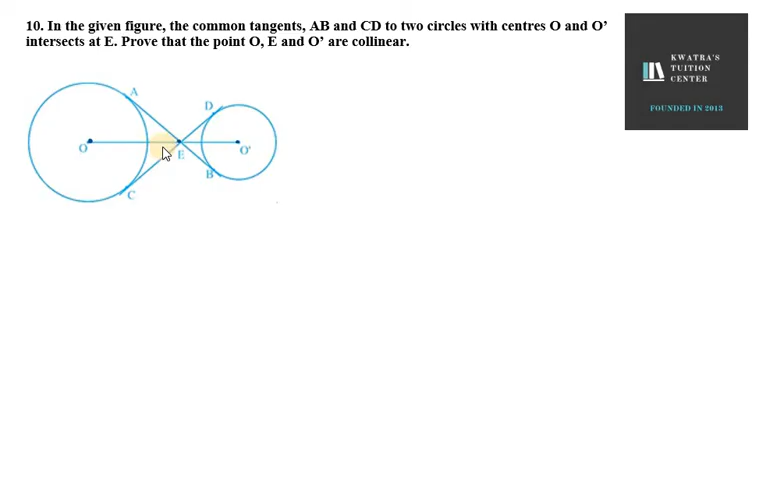 10. In the given figure, the common tangents, AB and CD to two circles with centres O and O’
intersects at E. Prove that the point O, E and O’ are collinear.
KWATRA'S
TUITION
CENTER
FOUNDED IN 2013
A
D
O
E
O'
B
C